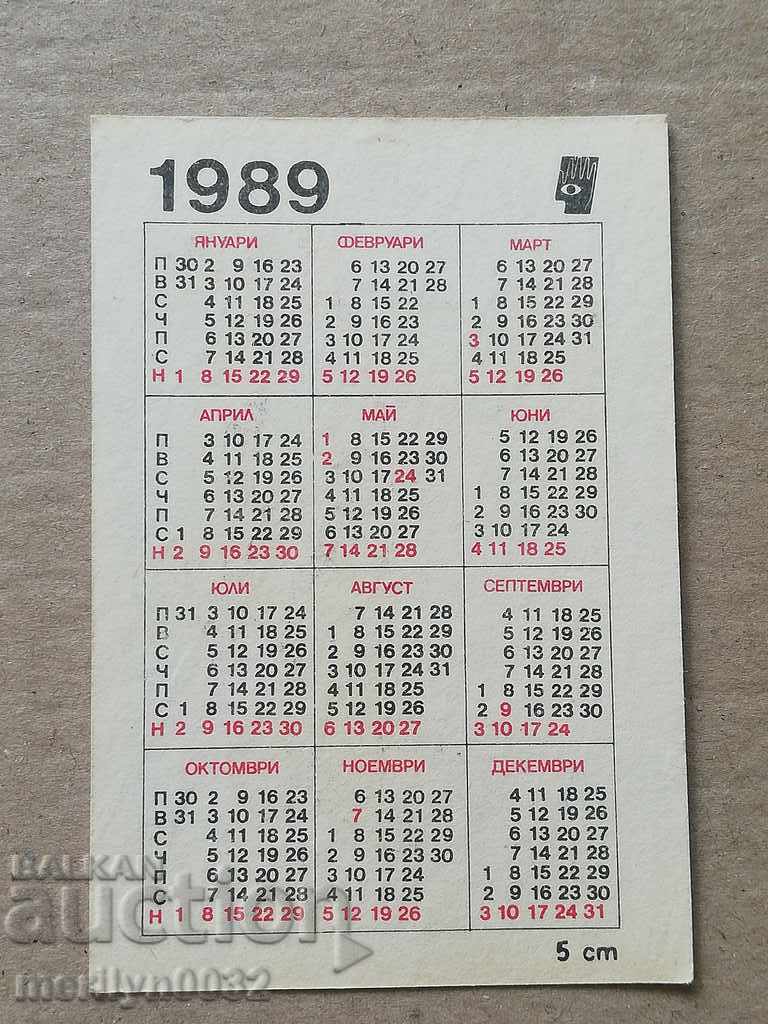 1989
ЯНУАРИ ФЕВРУАРИ МАРТ
П 30 2 9 16 23 6 13 20 27 6 13 20 27
В 31 3 10 17 24 7 14 21 28 7 14 21 28
С 4 11 18 25 1 8 15 22 1 8 15 22 29
Ч 5 12 19 26 2 9 16 23 2 9 16 23 30
П 6 13 20 27 3 10 17 24 3 10 17 24 31
С 7 14 21 28 4 11 18 25 4 11 18 25
Н 1 8 15 22 29 5 12 19 26 5 12 19 26
АПРИЛ МАЙ ЮНИ
П 3 10 17 24 1 8 15 22 29 5 12 19 26
В 4 11 18 25 2 9 16 23 30 6 13 20 27
С 5 12 19 26 3 10 17 24 31 7 14 21 28
Ч 6 13 20 27 4 11 18 25 1 8 15 22 29
П 7 14 21 28 5 12 19 26 2 9 16 23 30
С 1 8 15 22 29 6 13 20 27 3 10 17 24
Н 2 9 16 23 30 7 14 21 28 4 11 18 25
ЮЛИ АВГУСТ СЕПТЕМВРИ
П 31 3 10 17 24 7 14 21 28 4 11 18 25
В 4 11 18 25 1 8 15 22 29 5 12 19 26
С 5 12 19 26 2 9 16 23 30 6 13 20 27
Ч 6 13 20 27 3 10 17 24 31 7 14 21 28
П 7 14 21 28 4 11 18 25 1 8 15 22 29
С 1 8 15 22 29 5 12 19 26 2 9 16 23 30
Н 2 9 16 23 30 6 13 20 27 3 10 17 24
ОКТОМВРИ НОЕМВРИ ДЕКЕМВРИ
П 30 2 9 16 23 6 13 20 27 4 11 18 25
В 31 3 10 17 24 7 14 21 28 5 12 19 26
С 4 11 18 25 1 8 15 22 29 6 13 20 27
Ч 5 12 19 26 2 9 16 23 30 7 14 21 28
П 6 13 20 27 3 10 17 24 1 8 15 22 29
С 7 14 21 28 4 11 18 25 2 9 16 23 30
Н 1 8 15 22 29 5 12 19 26 3 10 17 24 31
5 cm
BALKAN
auction
merilyn0032